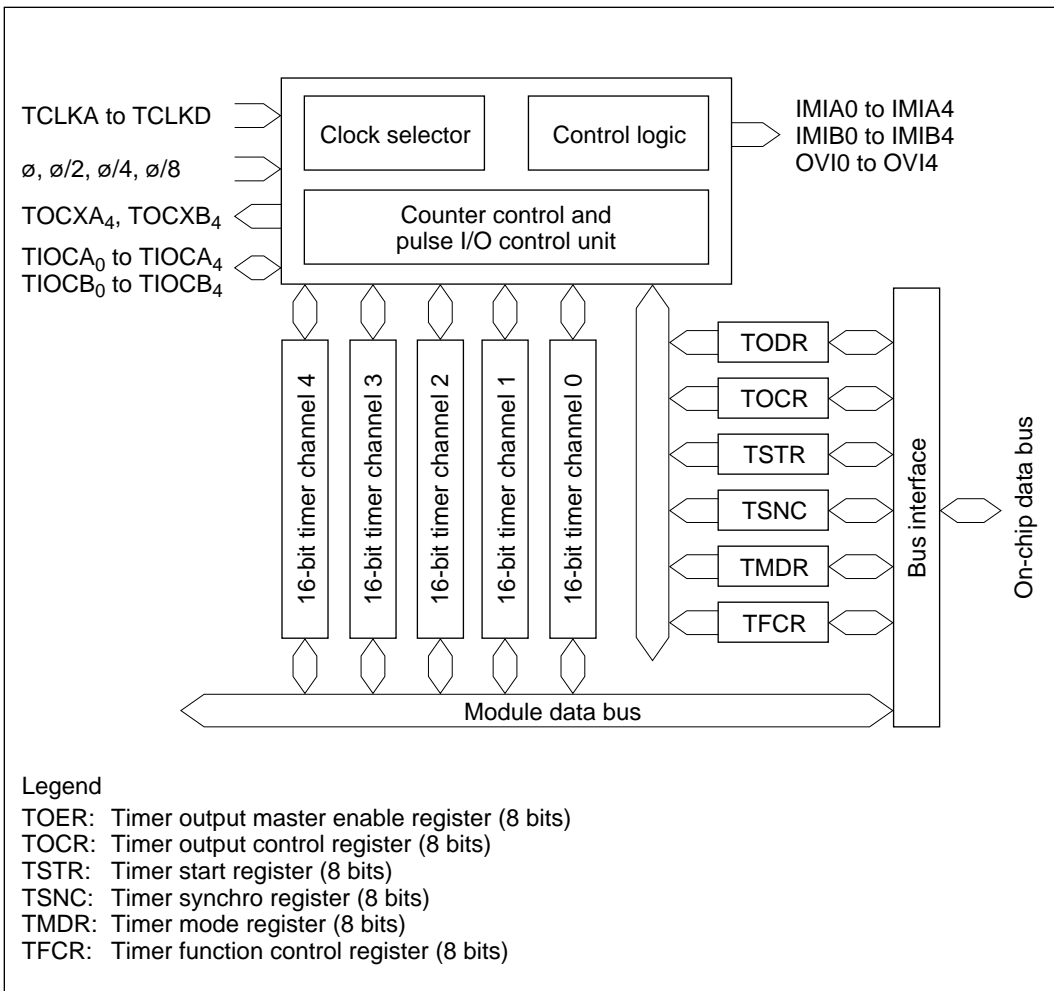 TCLKA to TCLKD
ø, ø/2, ø/4, ø/8
TOCXA4, TOCXB4
TIOCA0 to TIOCA4
TIOCB0 to TIOCB4
Clock selector
Control logic
Counter control and
pulse I/O control unit
IMIA0 to IMIA4
IMIB0 to IMIB4
OVI0 to OVI4
16-bit timer channel 4
16-bit timer channel 3
16-bit timer channel 2
16-bit timer channel 1
16-bit timer channel 0
TODR
TOCR
TSTR
TSNC
TMDR
TFCR
Bus interface
On-chip data bus
Module data bus
Legend
TOER: Timer output master enable register (8 bits)
TOCR: Timer output control register (8 bits)
TSTR: Timer start register (8 bits)
TSNC: Timer synchro register (8 bits)
TMDR: Timer mode register (8 bits)
TFCR: Timer function control register (8 bits)